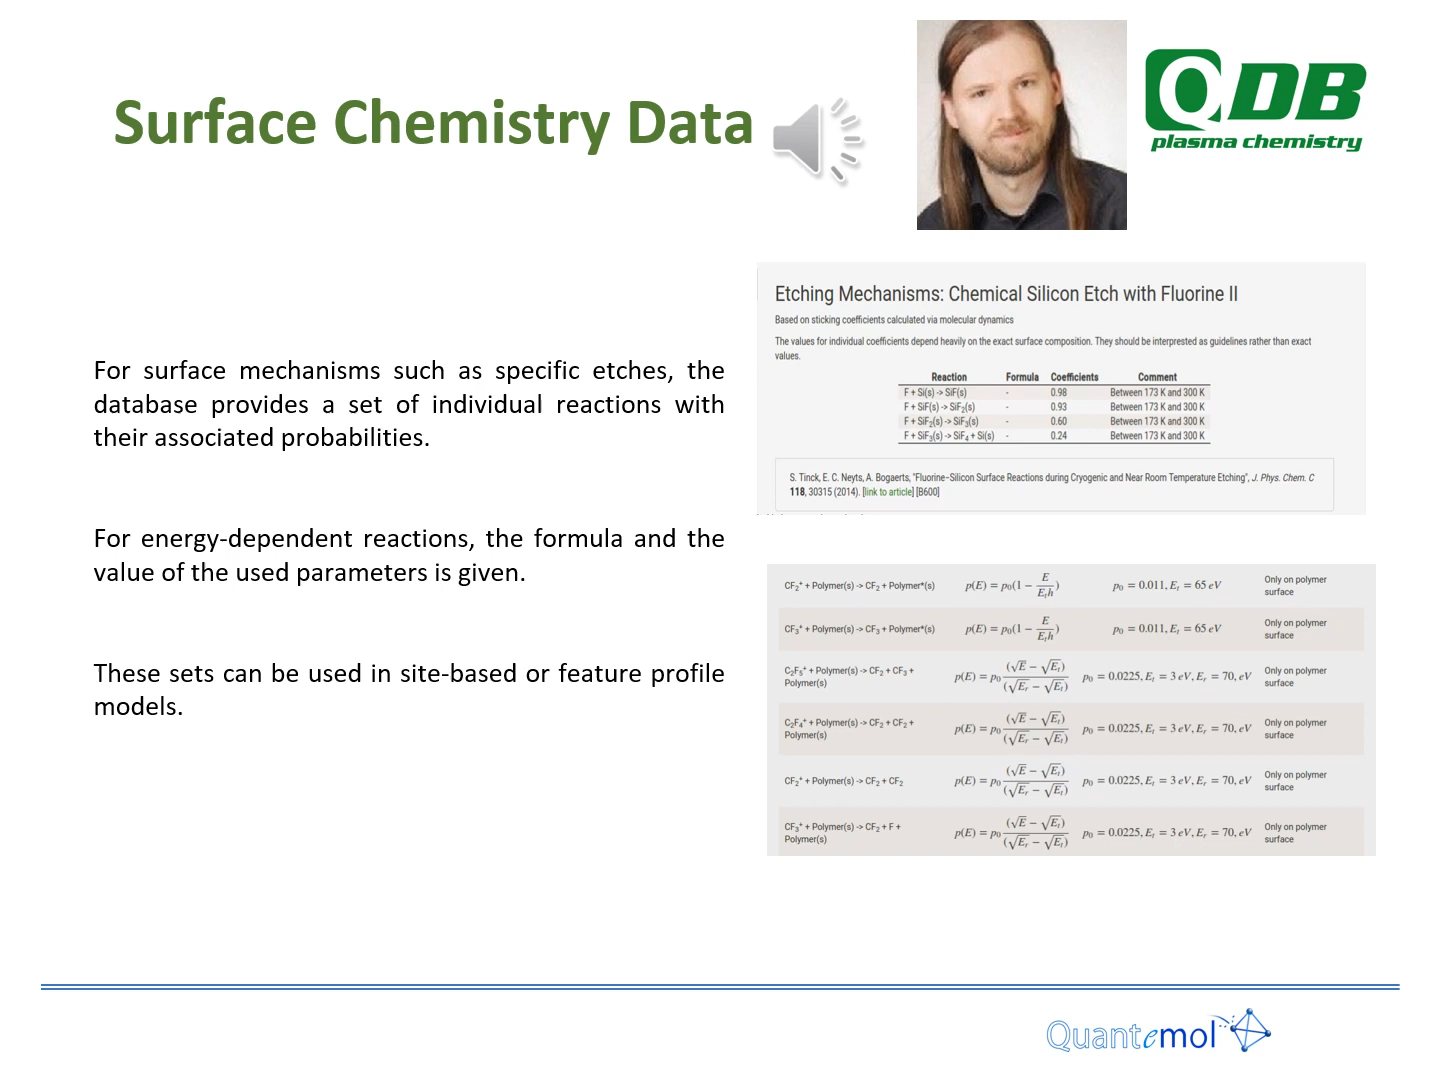 Surface Chemistry Data
QDB
plasma chemistry
For surface mechanisms such as specific etches, the
database provides a set of individual reactions with
their associated probabilities.
For energy-dependent reactions, the formula and the
value of the used parameters is given.
These sets can be used in site-based or feature profile
models.
Etching Mechanisms: Chemical Silicon Etch with Fluorine II
Based on sticking coefficients calculated via molecular dynamics
The values for individual coefficients depend heavily on the exact surface composition. They should be interprested as guidelines rather than exact
values.
Reaction Formula Coefficients Comment
F + Si(s) -> SiF(s) - 0.98 Between 173 K and 300 K
F + SiF(s) -> SiF₂(s) - 0.93 Between 173 K and 300 K
F + SiF₂(s) -> SiF₃(s) - 0.60 Between 173 K and 300 K
F + SiF₃(s) -> SiF₄ + Si(s) - 0.24 Between 173 K and 300 K
S. Tinck, E. C. Neyts, A. Bogaerts, "Fluorine–Silicon Surface Reactions during Cryogenic and Near Room Temperature Etching", J. Phys. Chem. C
118, 30315 (2014). [link to article] [B600]
CF₂⁺ + Polymer(s) -> CF₂ + Polymer*(s) p(E) = p₀(1 − E/Eₜh) p₀ = 0.011, Eₜ = 65 eV Only on polymer
surface
CF₃⁺ + Polymer(s) -> CF₃ + Polymer*(s) p(E) = p₀(1 − E/Eₜh) p₀ = 0.011, Eₜ = 65 eV Only on polymer
surface
C₂F₅⁺ + Polymer(s) -> CF₂ + CF₃ + p(E) = p₀ (√E − √Eₜ)/(√Eᵣ − √Eₜ) p₀ = 0.0225, Eₜ = 3 eV, Eᵣ = 70, eV Only on polymer
Polymer(s) surface
C₂F₄⁺ + Polymer(s) -> CF₂ + CF₂ + p(E) = p₀ (√E − √Eₜ)/(√Eᵣ − √Eₜ) p₀ = 0.0225, Eₜ = 3 eV, Eᵣ = 70, eV Only on polymer
Polymer(s) surface
CF₂⁺ + Polymer(s) -> CF₂ + CF₂ p(E) = p₀ (√E − √Eₜ)/(√Eᵣ − √Eₜ) p₀ = 0.0225, Eₜ = 3 eV, Eᵣ = 70, eV Only on polymer
surface
CF₃⁺ + Polymer(s) -> CF₂ + F + p(E) = p₀ (√E − √Eₜ)/(√Eᵣ − √Eₜ) p₀ = 0.0225, Eₜ = 3 eV, Eᵣ = 70, eV Only on polymer
Polymer(s) surface
Quantemol